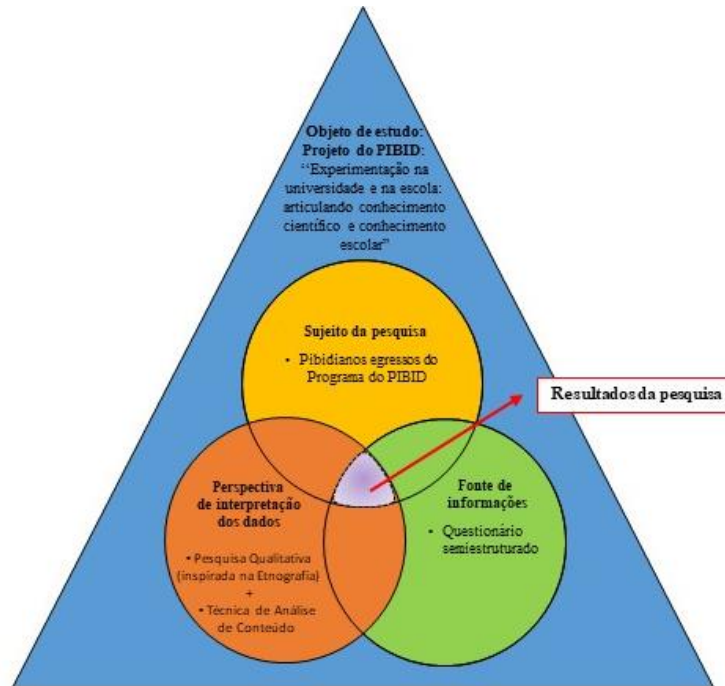 Objeto de estudo:
Projeto do PIBID:
“Experimentação na
universidade e na escola:
articulando conhecimento
científico e conhecimento
escolar”
Sujeito da pesquisa
• Pibidianos egressos do
Programa do PIBID
Resultados da pesquisa
Perspectiva
de interpretação
dos dados
• Pesquisa Qualitativa
(inspirada na Etnografia)
+
• Técnica de Análise
de Conteúdo
Fonte de
informações
• Questionário
semiestruturado